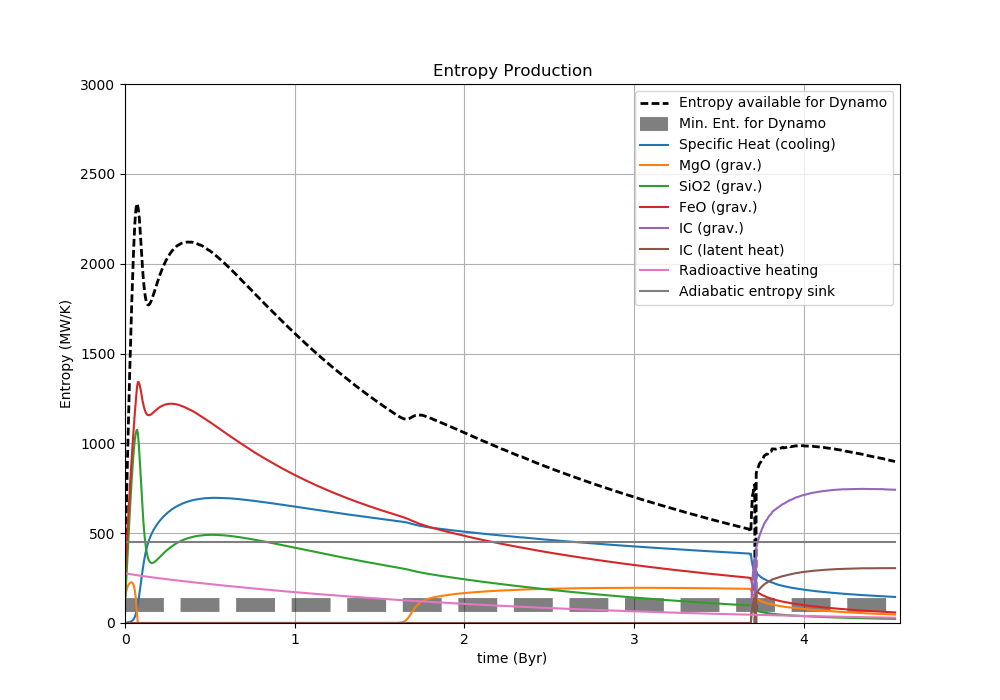 Entropy Production
3000
2500
2000
1500
1000
500
0
Entropy (MW/K)
Entropy available for Dynamo
Min. Ent. for Dynamo
Specific Heat (cooling)
MgO (grav.)
SiO2 (grav.)
FeO (grav.)
IC (grav.)
IC (latent heat)
Radioactive heating
Adiabatic entropy sink
0 1 2 3 4
time (Byr)